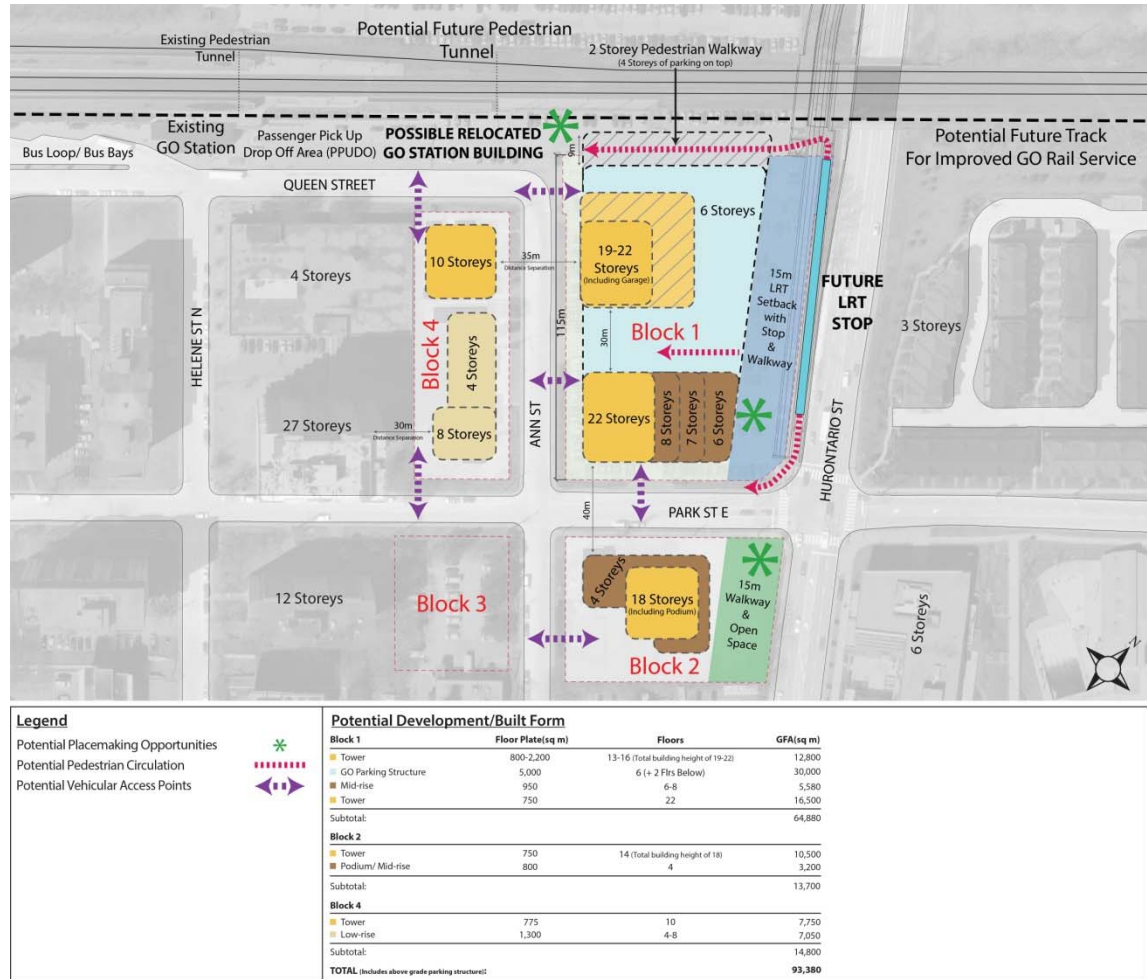 Potential Future Pedestrian
Tunnel
Existing Pedestrian
Tunnel
2 Storey Pedestrian Walkway
(4 Storeys of parking on top)
Existing
GO Station
Passenger Pick Up
Drop Off Area (PPUDO)
POSSIBLE RELOCATED
GO STATION BUILDING
Potential Future Track
For Improved GO Rail Service
Bus Loop/ Bus Bays
9m
QUEEN STREET
6 Storeys
4 Storeys
10 Storeys
35m
Distance Separation
19-22
Storeys
(Including Garage)
15m
LRT
Setback
with
Stop
&
Walkway
FUTURE
LRT
STOP
3 Storeys
HELENE ST N
Block 4
4 Storeys
115m
30m
Block 1
27 Storeys
30m
Distance Separation
8 Storeys
ANN ST
22 Storeys
8 Storeys
7 Storeys
6 Storeys
HURONTARIO ST
40m
PARK ST E
12 Storeys
Block 3
4 Storeys
18 Storeys
(Including Podium)
Block 2
15m
Walkway
&
Open
Space
6 Storeys
N
Legend
Potential Placemaking Opportunities
Potential Pedestrian Circulation
Potential Vehicular Access Points
Potential Development/Built Form
Block 1 Floor Plate(sq m) Floors GFA(sq m)
Tower 800-2,200 13-16 (Total building height of 19-22) 12,800
GO Parking Structure 5,000 6 (+ 2 Flrs Below) 30,000
Mid-rise 950 6-8 5,580
Tower 750 22 16,500
Subtotal: 64,880
Block 2
Tower 750 14 (Total building height of 18) 10,500
Podium/ Mid-rise 800 4 3,200
Subtotal: 13,700
Block 4
Tower 775 10 7,750
Low-rise 1,300 4-8 7,050
Subtotal: 14,800
TOTAL (Includes above grade parking structure): 93,380